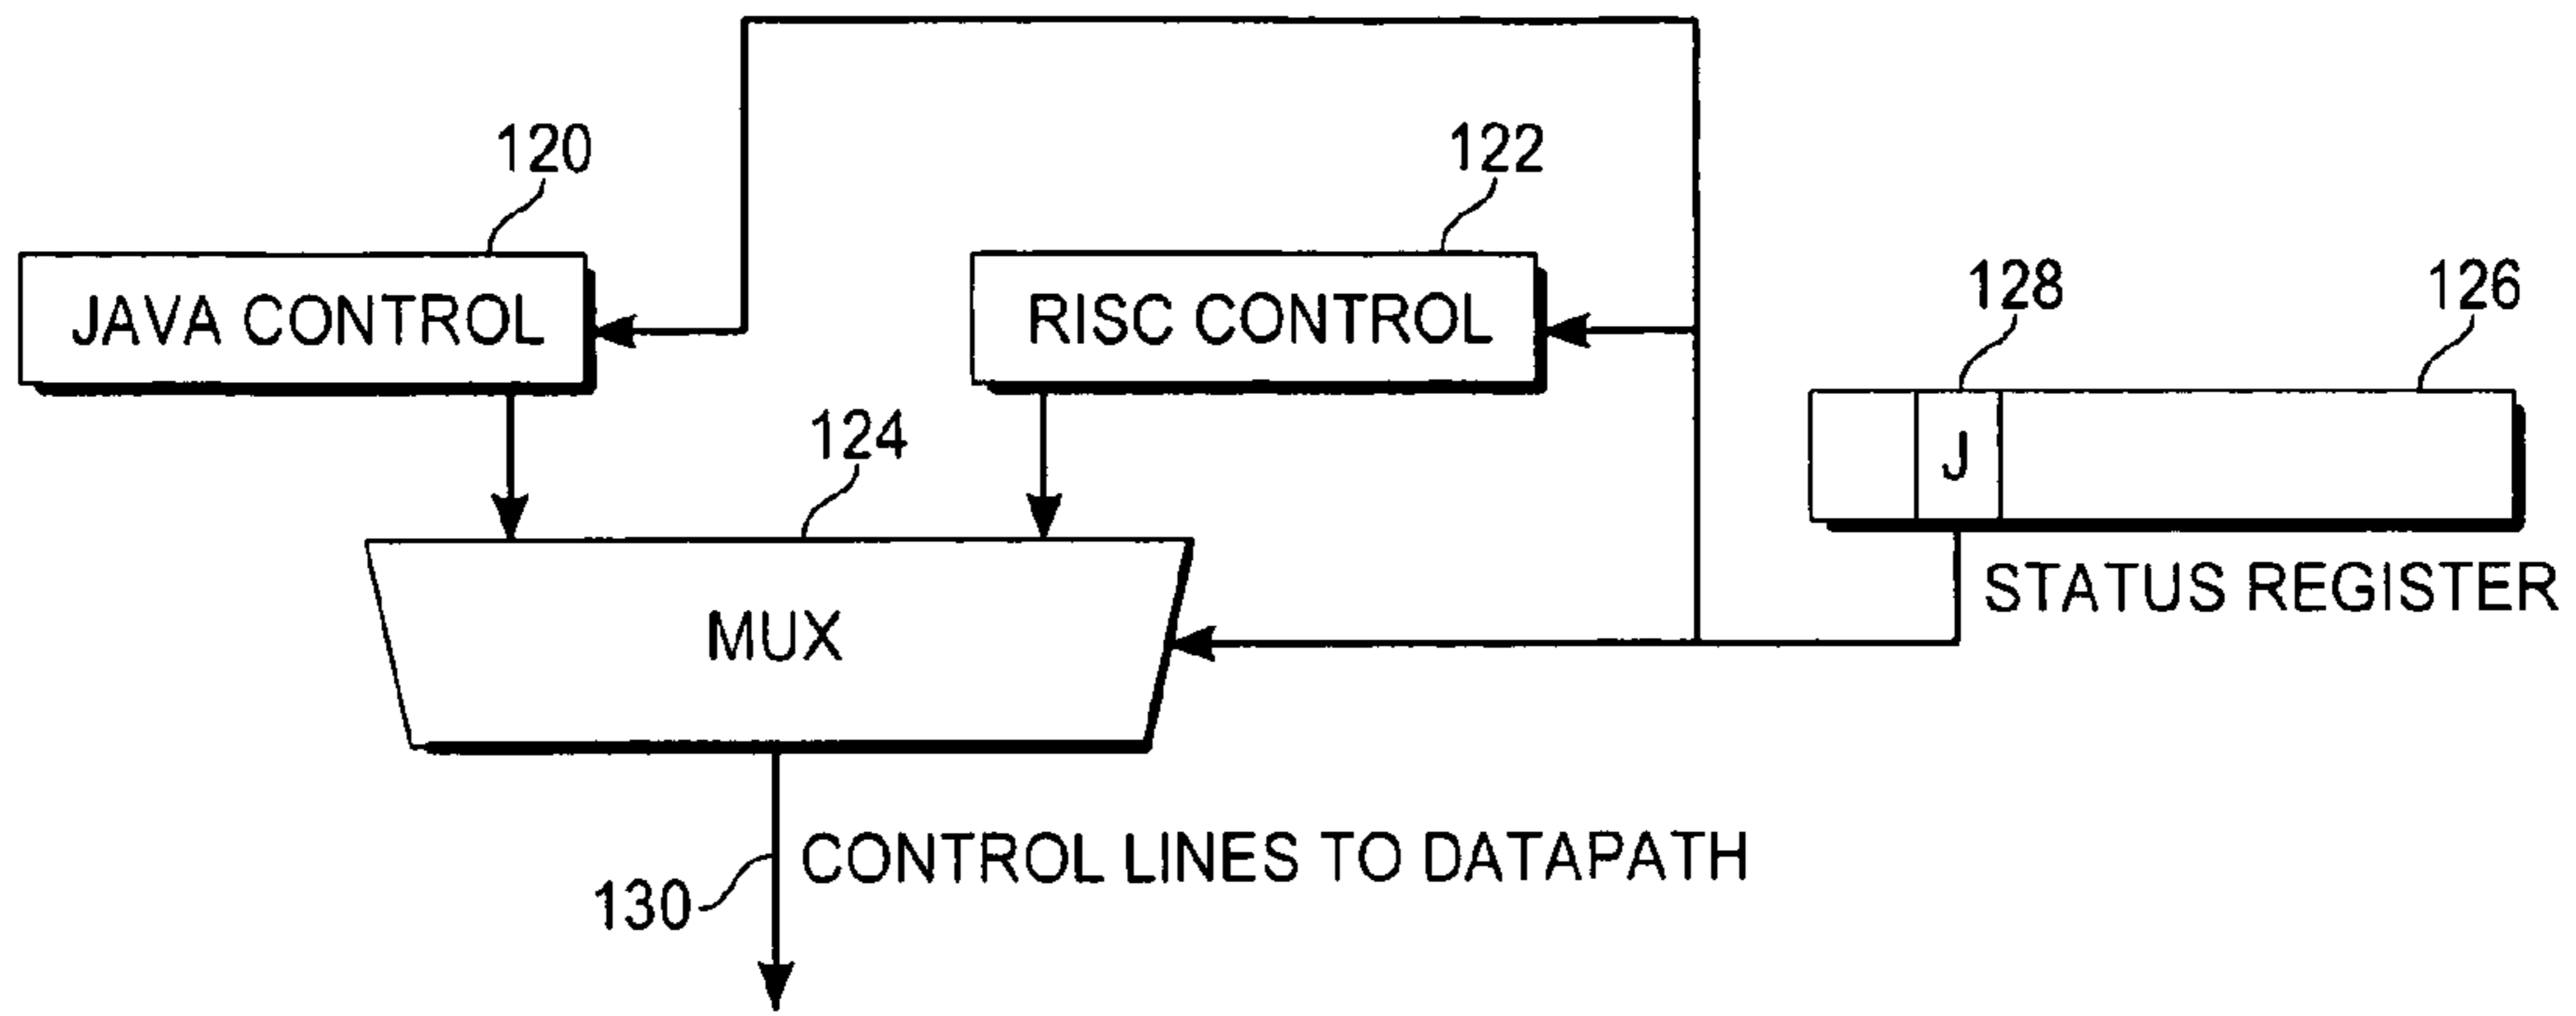 120
122
JAVA CONTROL
RISC CONTROL
128
126
J
124
STATUS REGISTER
MUX
CONTROL LINES TO DATAPATH
130